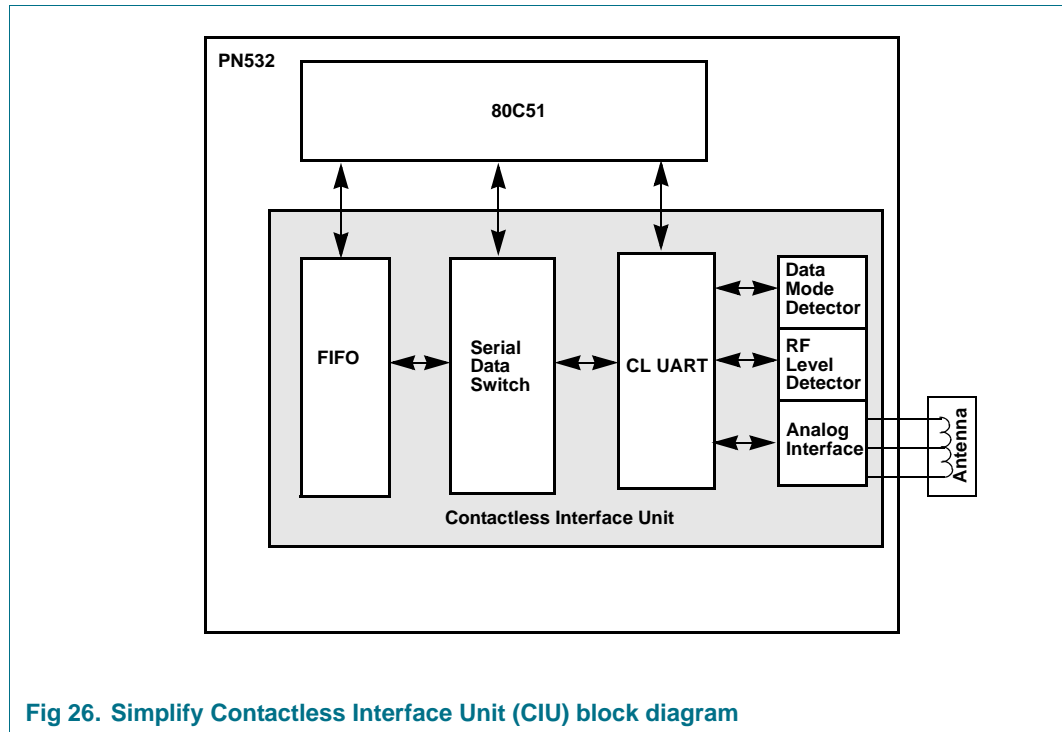 PN532
80C51
FIFO
Serial
Data
Switch
CL UART
Data
Mode
Detector
RF
Level
Detector
Analog
Interface
Antenna
Contactless Interface Unit
Fig 26. Simplify Contactless Interface Unit (CIU) block diagram